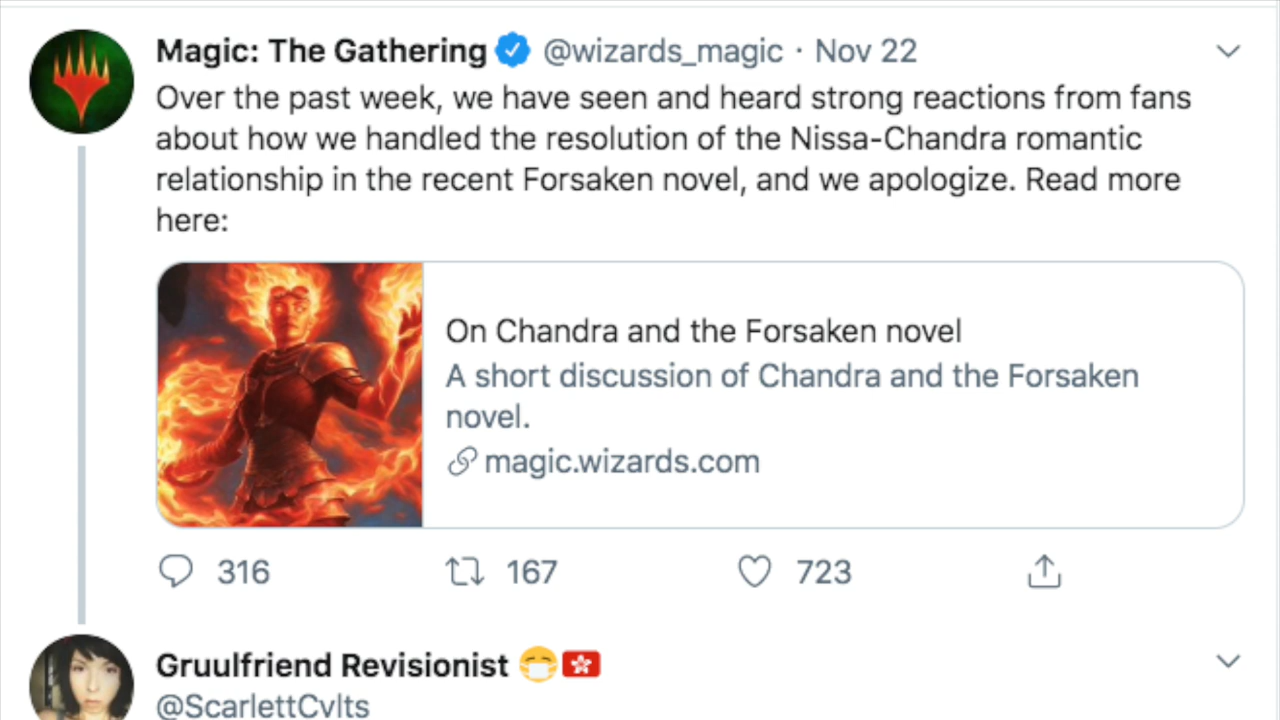 Magic: The Gathering @wizards_magic · Nov 22
Over the past week, we have seen and heard strong reactions from fans
about how we handled the resolution of the Nissa-Chandra romantic
relationship in the recent Forsaken novel, and we apologize. Read more
here:
On Chandra and the Forsaken novel
A short discussion of Chandra and the Forsaken
novel.
magic.wizards.com
316 167 723
Gruulfriend Revisionist
@ScarlettCvlts